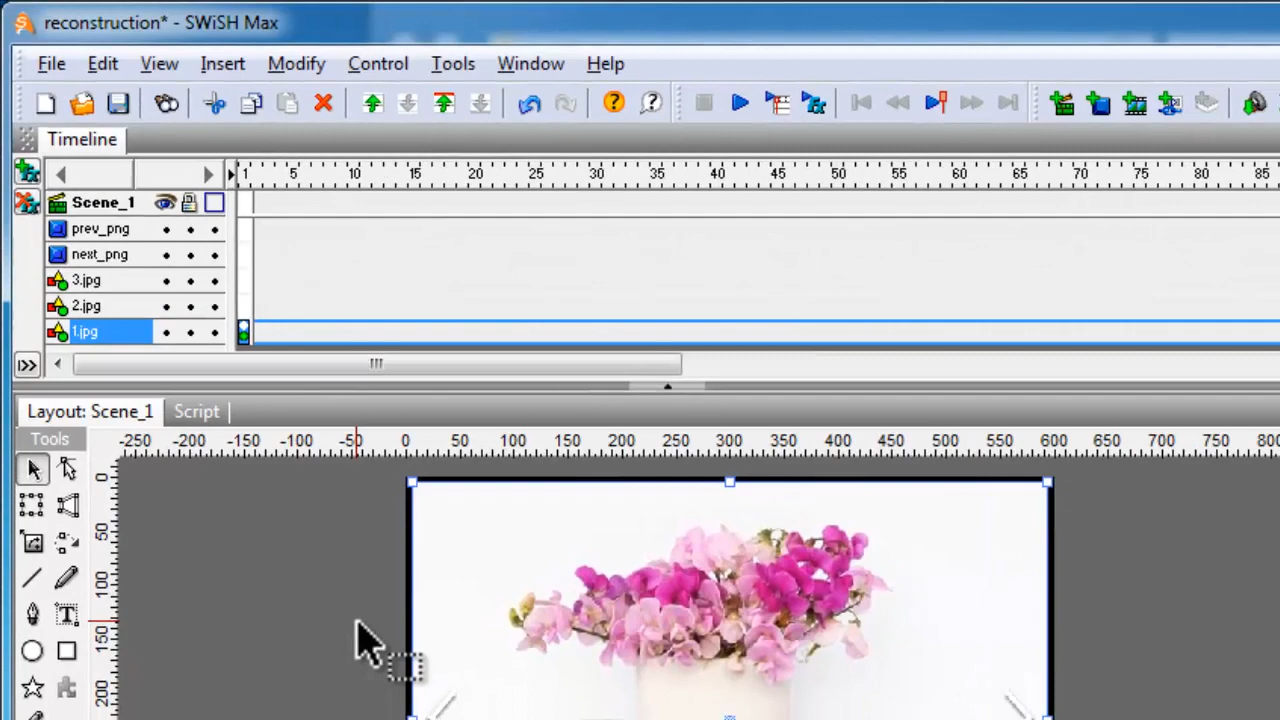 reconstruction* - SWiSH Max
File Edit View Insert Modify Control Tools Window Help
Timeline
1 5 10 15 20 25 30 35 40 45 50 55 60 65 70 75 80 85
Scene_1
prev_png
next_png
3.jpg
2.jpg
1.jpg
Layout: Scene_1 Script
Tools
-250 -200 -150 -100 -50 0 50 100 150 200 250 300 350 400 450 500 550 600 650 700 750 800
0
50
100
150
200